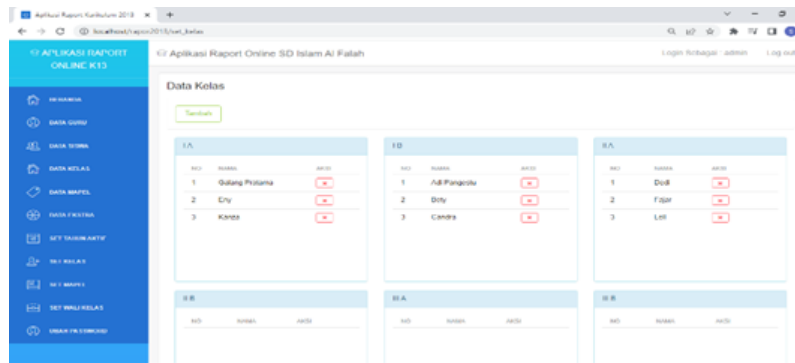 Aplikasi Raport Kurikulum 2013
localhost/raport2013/set_kelas
APLIKASI RAPORT
ONLINE K13
Aplikasi Raport Online SD Islam Al Falah
Login Sebagai : admin
Log out
BERANDA
DATA GURU
DATA SISWA
DATA KELAS
DATA MAPEL
DATA EKSTRA
SET TAHUN AKTIF
SET KELAS
SET MAPEL
SET WALI KELAS
UBAH PASSWORD
Data Kelas
Tambah
I A
NO NAMA AKSI
1 Galang Pratama
2 Eny
3 Kanza
I B
NO NAMA AKSI
1 Adi Pangestu
2 Dety
3 Candra
II A
NO NAMA AKSI
1 Dodi
2 Fajar
3 Leli
II B
NO NAMA AKSI
III A
NO NAMA AKSI
III B
NO NAMA AKSI